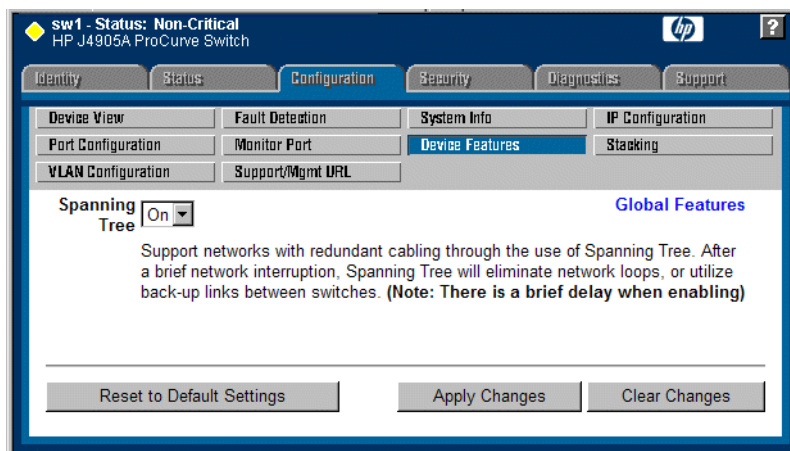 sw1 - Status: Non-Critical
HP J4905A ProCurve Switch
hp
?
Identity Status Configuration Security Diagnostics Support
Device View Fault Detection System Info IP Configuration
Port Configuration Monitor Port Device Features Stacking
VLAN Configuration Support/Mgmt URL
Spanning Tree On Global Features
Support networks with redundant cabling through the use of Spanning Tree. After
a brief network interruption, Spanning Tree will eliminate network loops, or utilize
back-up links between switches. (Note: There is a brief delay when enabling)
Reset to Default Settings Apply Changes Clear Changes